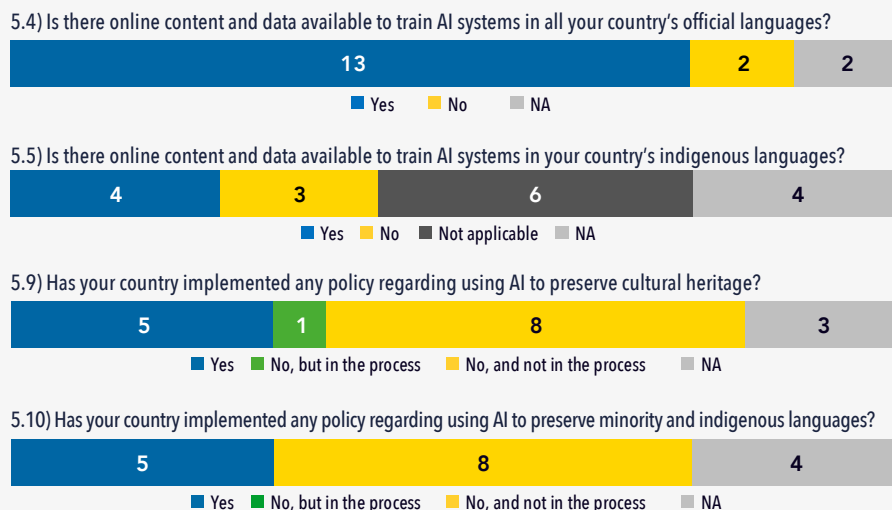 5.4) Is there online content and data available to train AI systems in all your country's official languages?
13 2 2
Yes No NA
5.5) Is there online content and data available to train AI systems in your country's indigenous languages?
4 3 6 4
Yes No Not applicable NA
5.9) Has your country implemented any policy regarding using AI to preserve cultural heritage?
5 1 8 3
Yes No, but in the process No, and not in the process NA
5.10) Has your country implemented any policy regarding using AI to preserve minority and indigenous languages?
5 8 4
Yes No, but in the process No, and not in the process NA